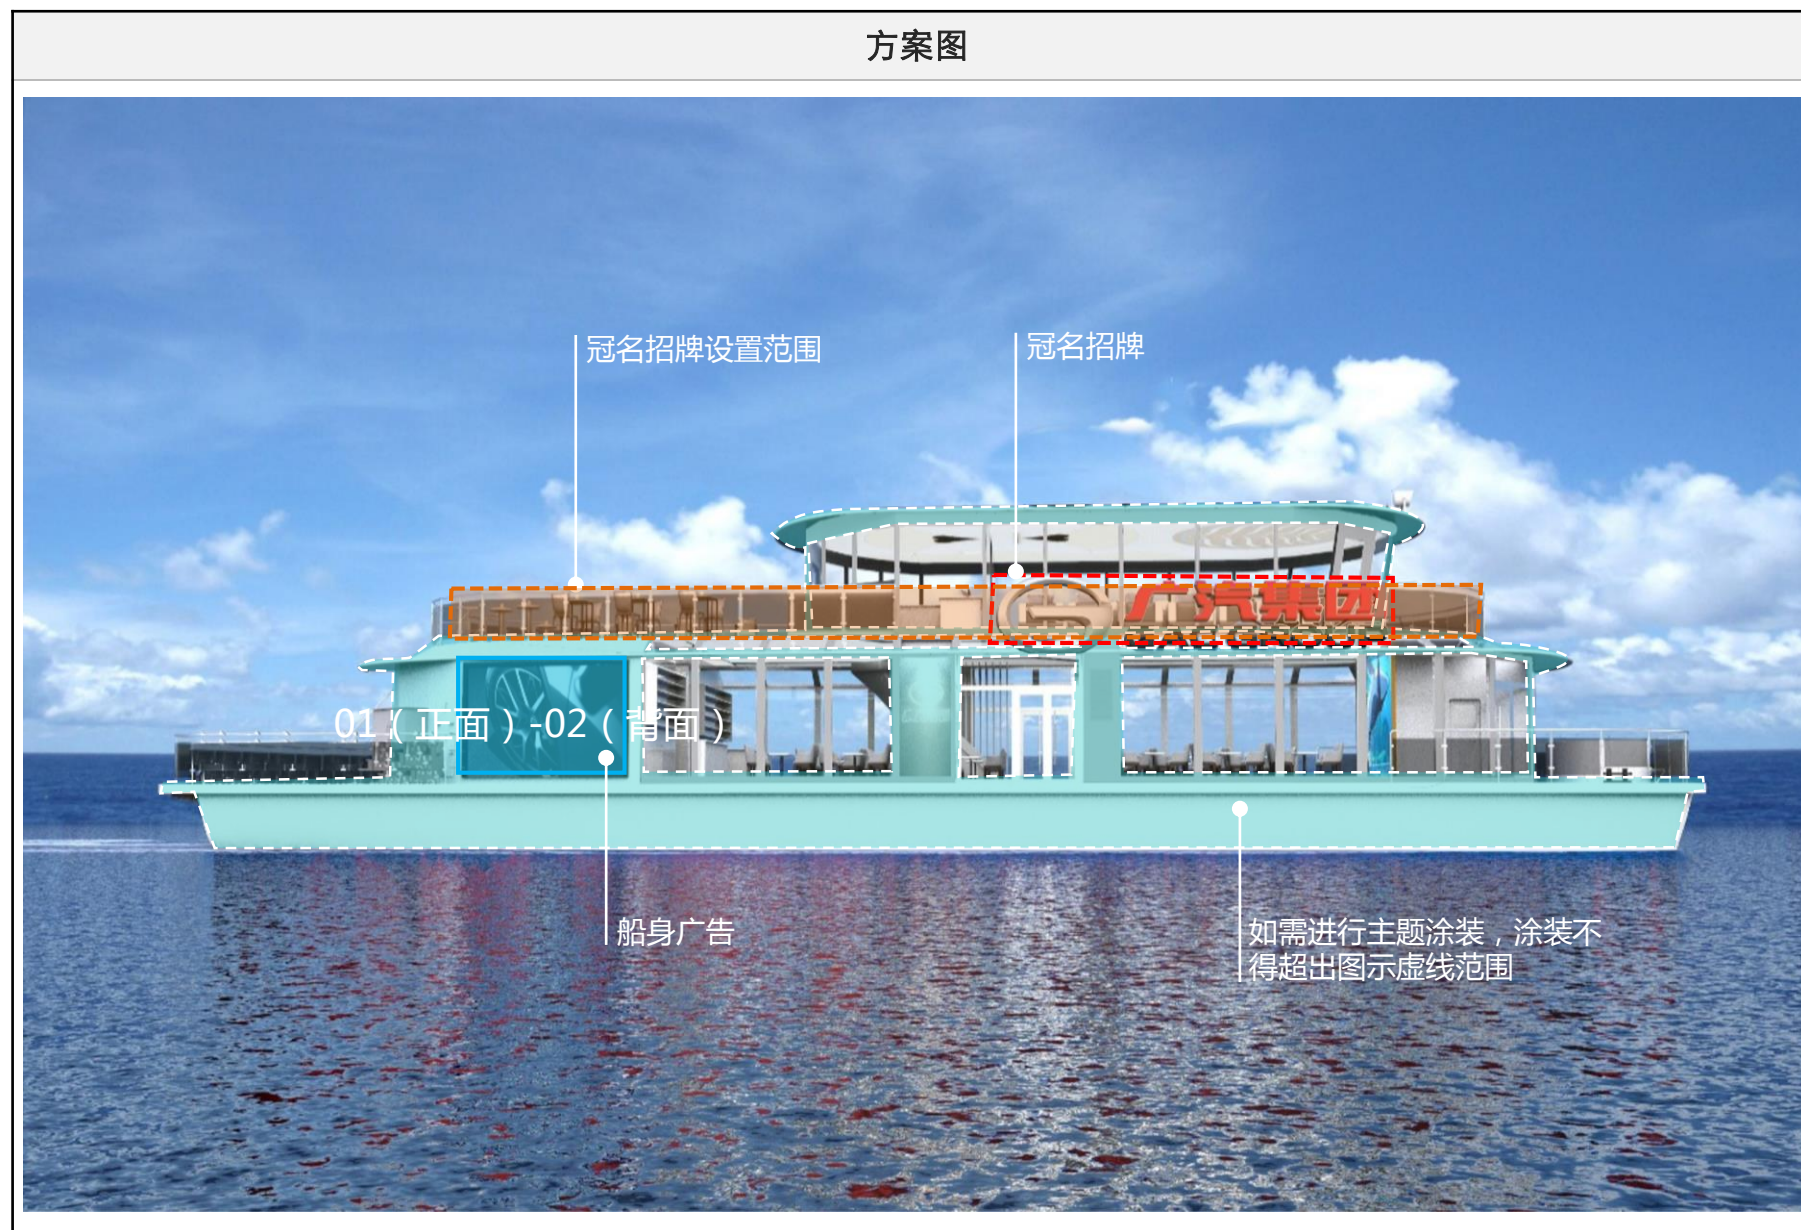 方案图
冠名招牌设置范围
冠名招牌
广汽集团
01（正面）-02（背面）
船身广告
如需进行主题涂装，涂装不
得超出图示虚线范围